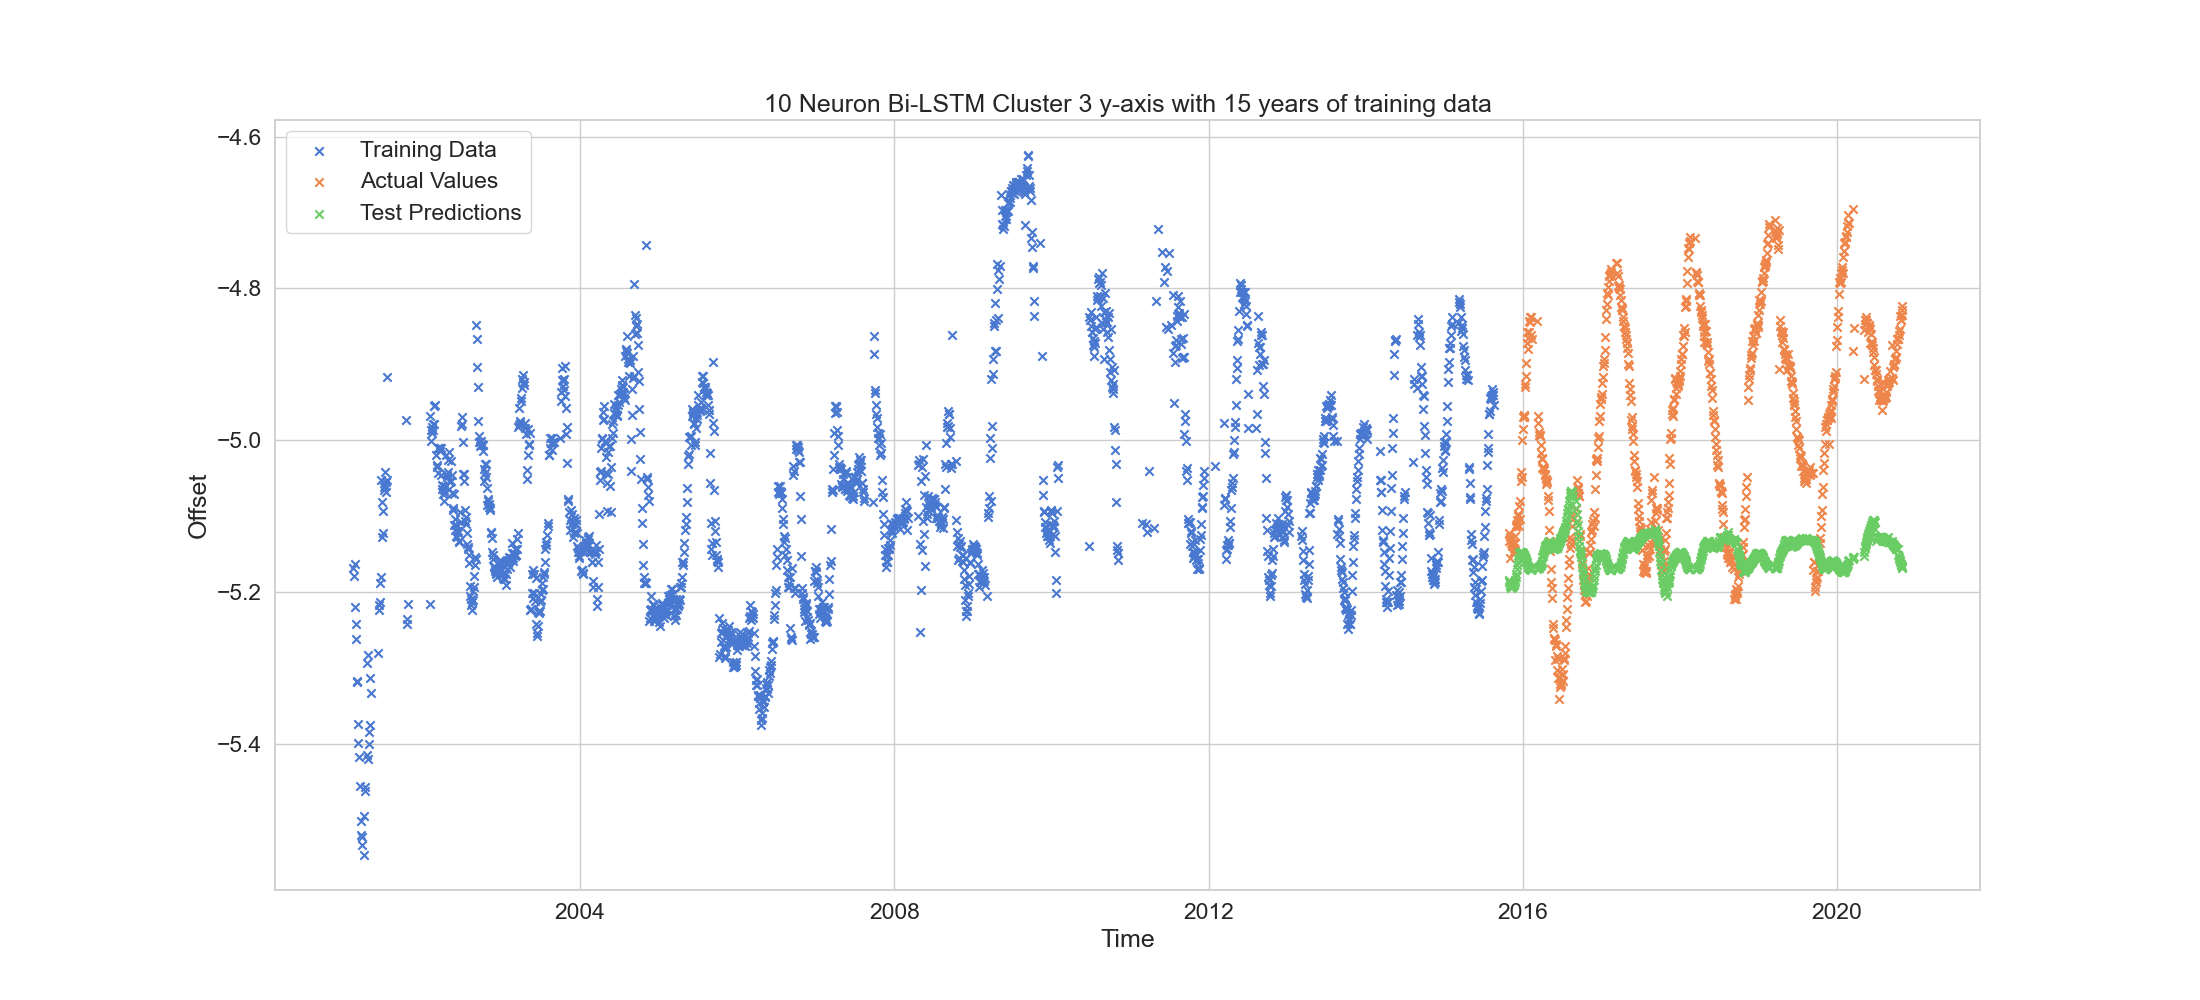 10 Neuron Bi-LSTM Cluster 3 y-axis with 15 years of training data
Training Data
Actual Values
Test Predictions
−4.6
−4.8
−5.0
−5.2
−5.4
Offset
2004
2008
2012
2016
2020
Time